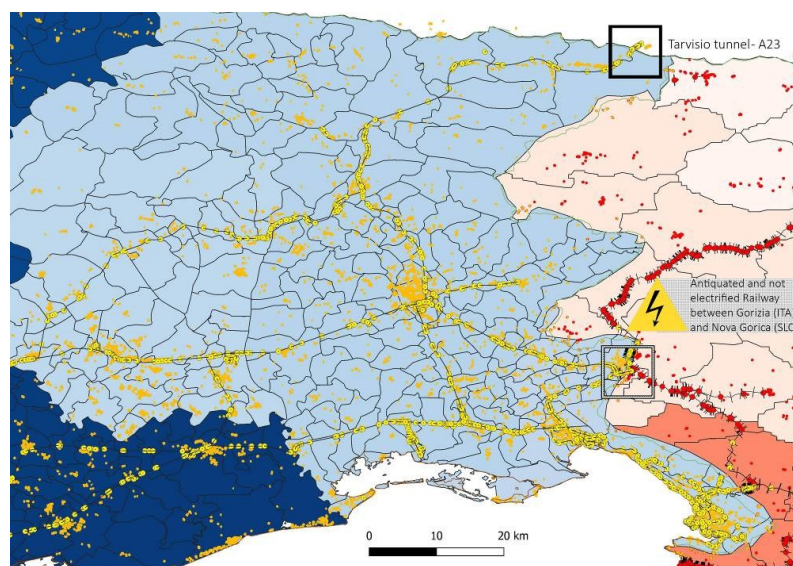 Tarvisio tunnel- A23
Antiquated and not
electrified Railway
between Gorizia (ITA
and Nova Gorica (SLO
0 10 20 km